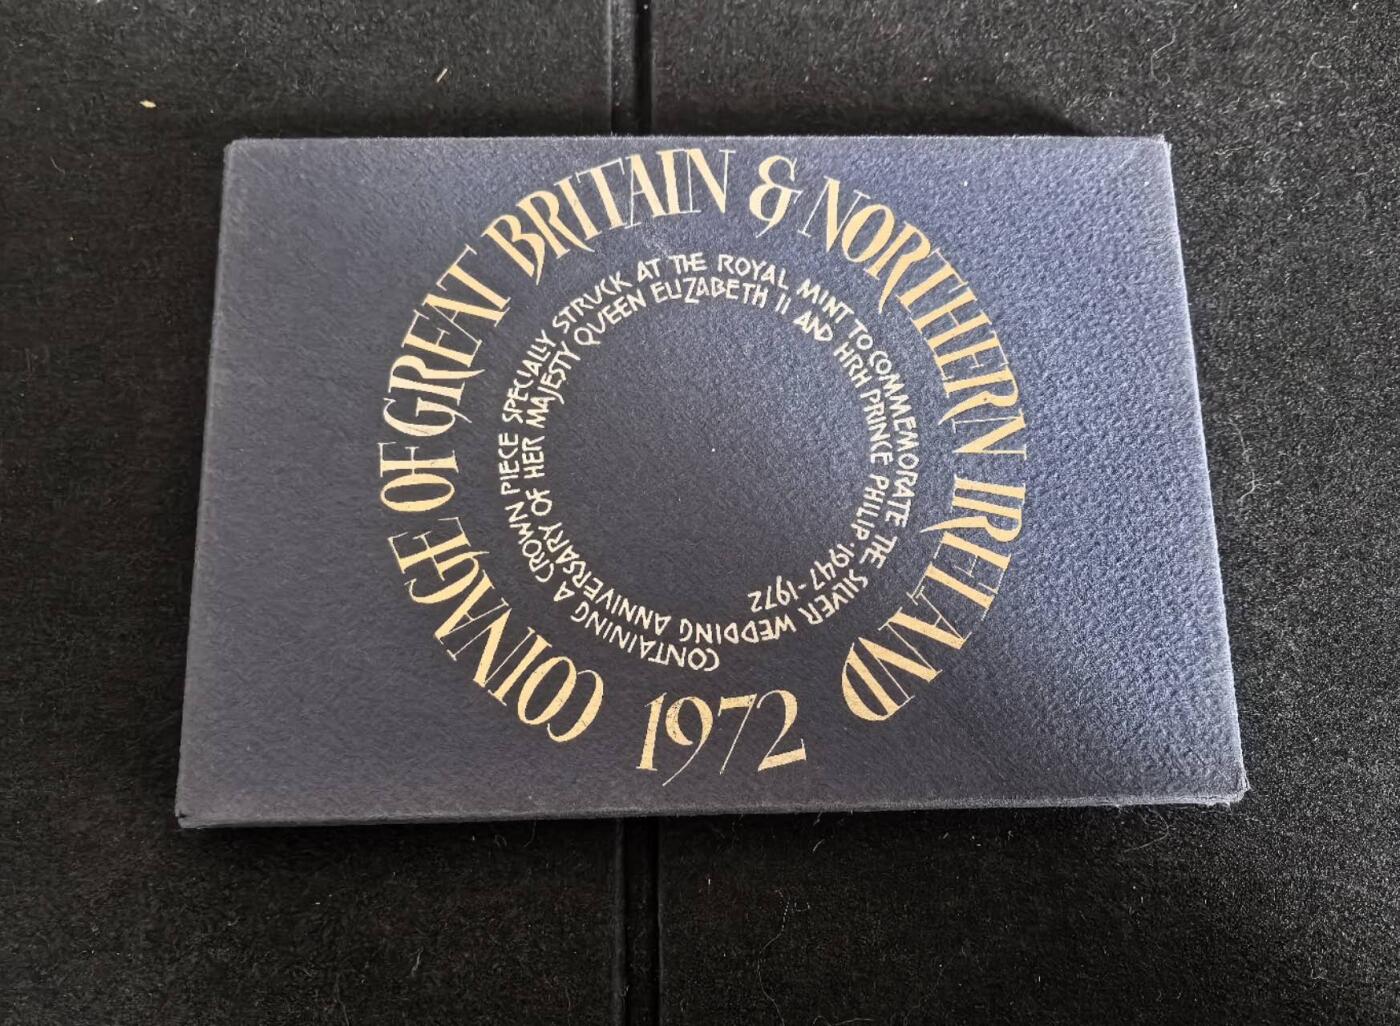 COINAGE OF GREAT BRITAIN & NORTHERN IRELAND
1972
CONTAINING A CROWN PIECE SPECIALLY STRUCK AT THE ROYAL MINT TO COMMEMORATE THE SILVER WEDDING ANNIVERSARY OF HER MAJESTY QUEEN ELIZABETH II AND HRH PRINCE PHILIP · 1947-1972